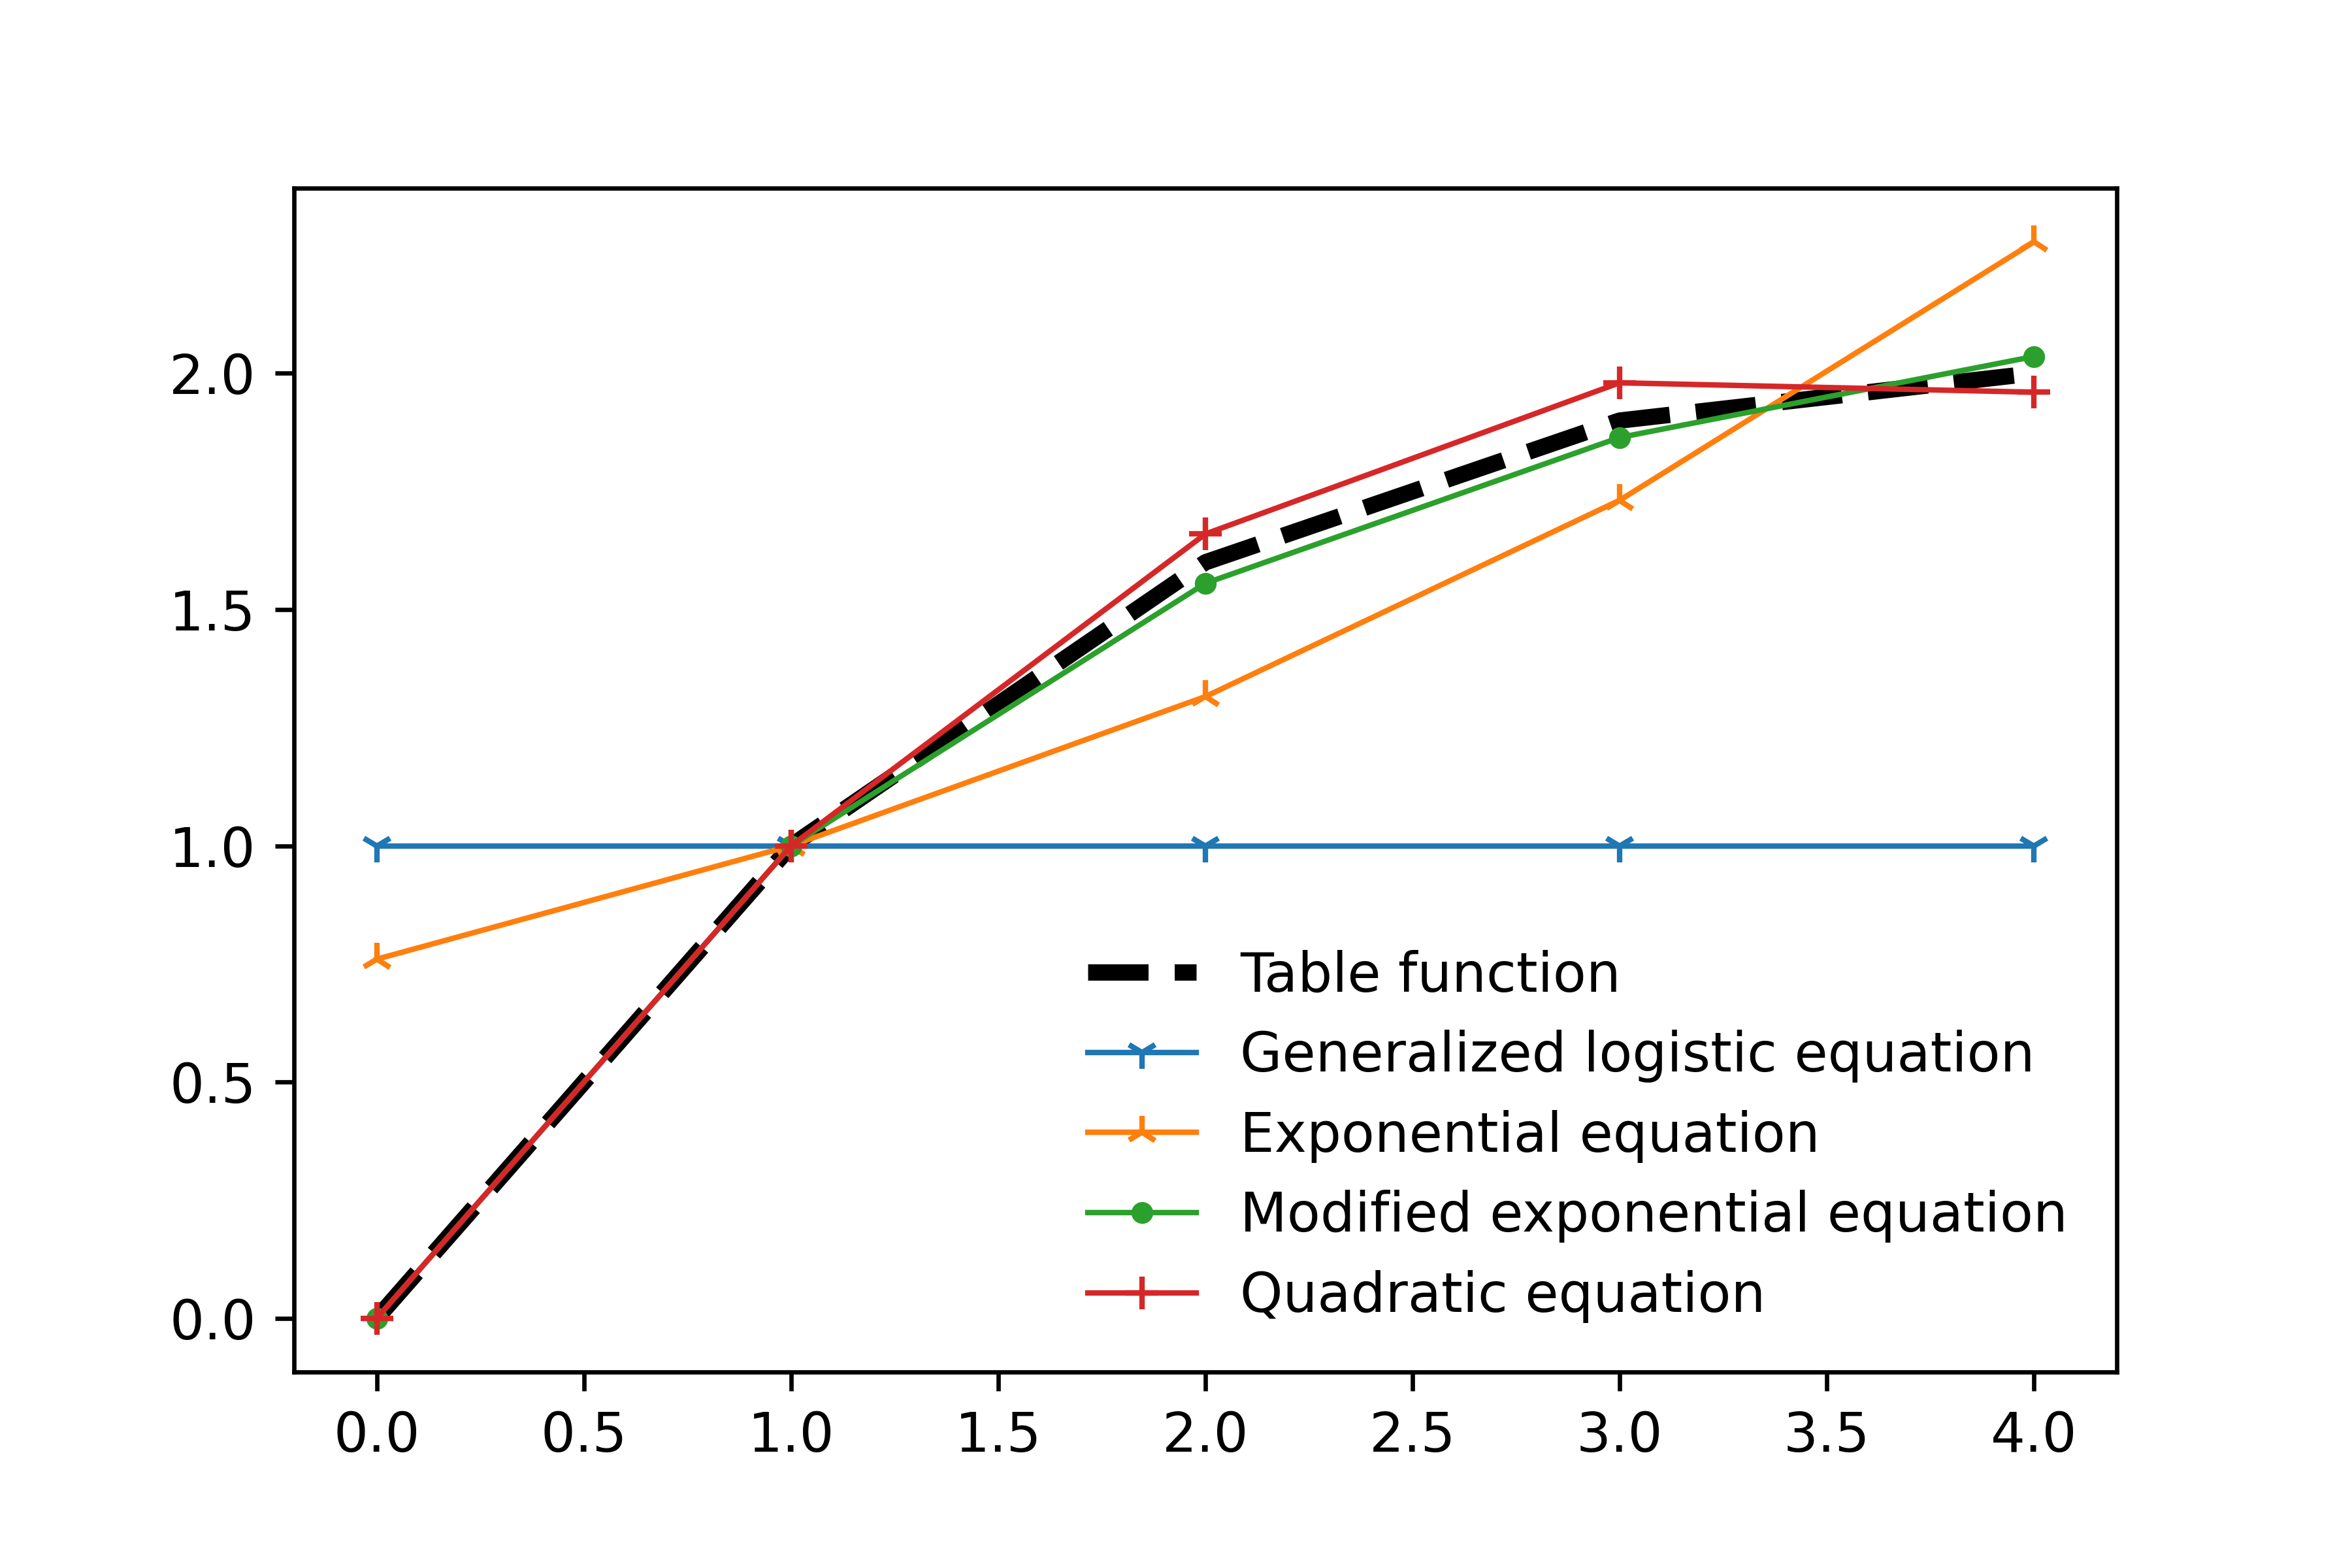 2.0
1.5
1.0
0.5
0.0
Table function
Generalized logistic equation
Exponential equation
Modified exponential equation
Quadratic equation
0.0 0.5 1.0 1.5 2.0 2.5 3.0 3.5 4.0